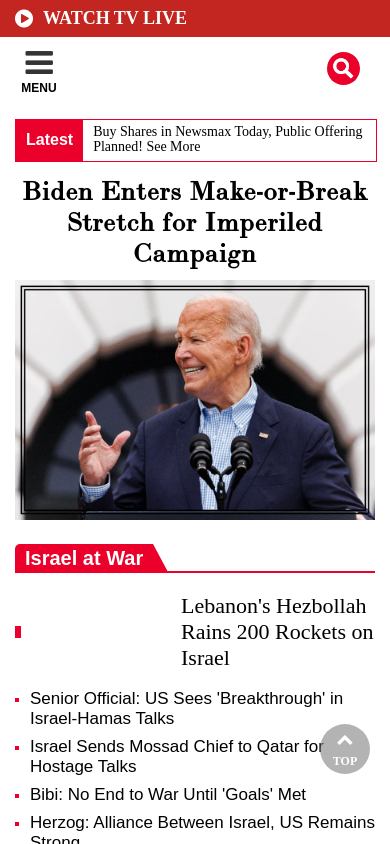 WATCH TV LIVE
MENU
Latest
Buy Shares in Newsmax Today, Public Offering
Planned! See More
Biden Enters Make-or-Break
Stretch for Imperiled
Campaign
Israel at War
Lebanon's Hezbollah
Rains 200 Rockets on
Israel
Senior Official: US Sees 'Breakthrough' in
Israel-Hamas Talks
Israel Sends Mossad Chief to Qatar for
Hostage Talks
TOP
Bibi: No End to War Until 'Goals' Met
Herzog: Alliance Between Israel, US Remains
Strong